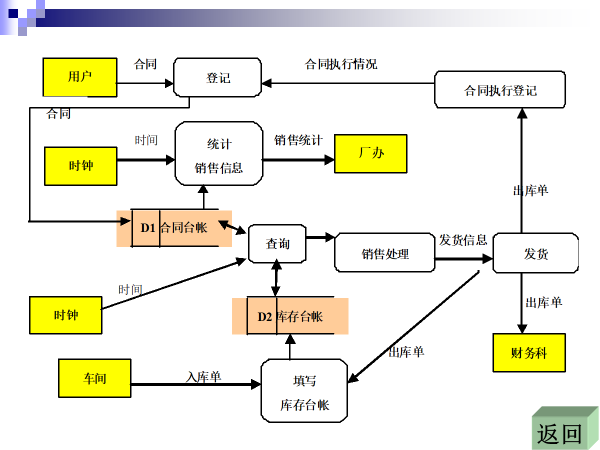 用户
合同
登记
合同执行情况
合同执行登记
合同
时钟
时间
统计
销售信息
销售统计
厂办
出库单
D1 合同台帐
查询
销售处理
发货信息
发货
时间
时钟
D2 库存台帐
出库单
出库单
财务科
车间
入库单
填写
库存台帐
返回